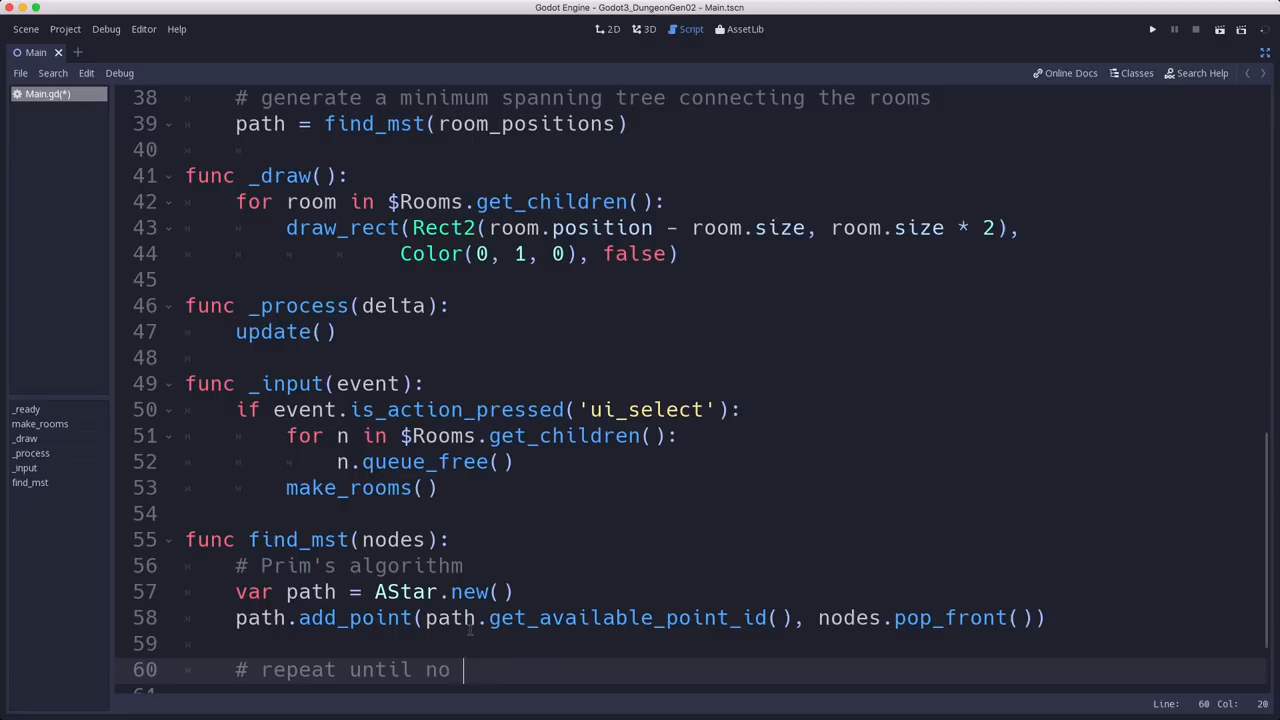 Godot Engine - Godot3_DungeonGen02 - Main.tscn
Scene Project Debug Editor Help 2D 3D Script AssetLib
Main
File Search Edit Debug Online Docs Classes Search Help
Main.gd(*)
_ready
make_rooms
_draw
_process
_input
find_mst
38 # generate a minimum spanning tree connecting the rooms
39 path = find_mst(room_positions)
40
41 func _draw():
42 for room in $Rooms.get_children():
43 draw_rect(Rect2(room.position - room.size, room.size * 2),
44 Color(0, 1, 0), false)
45
46 func _process(delta):
47 update()
48
49 func _input(event):
50 if event.is_action_pressed('ui_select'):
51 for n in $Rooms.get_children():
52 n.queue_free()
53 make_rooms()
54
55 func find_mst(nodes):
56 # Prim's algorithm
57 var path = AStar.new()
58 path.add_point(path.get_available_point_id(), nodes.pop_front())
59
60 # repeat until no
61
Line: 60 Col: 20